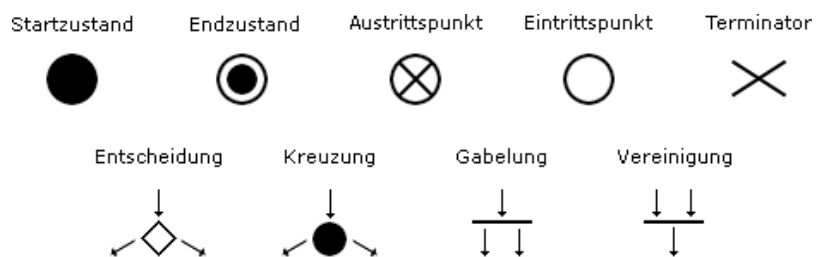 Startzustand Endzustand Austrittspunkt Eintrittspunkt Terminator
Entscheidung Kreuzung Gabelung Vereinigung